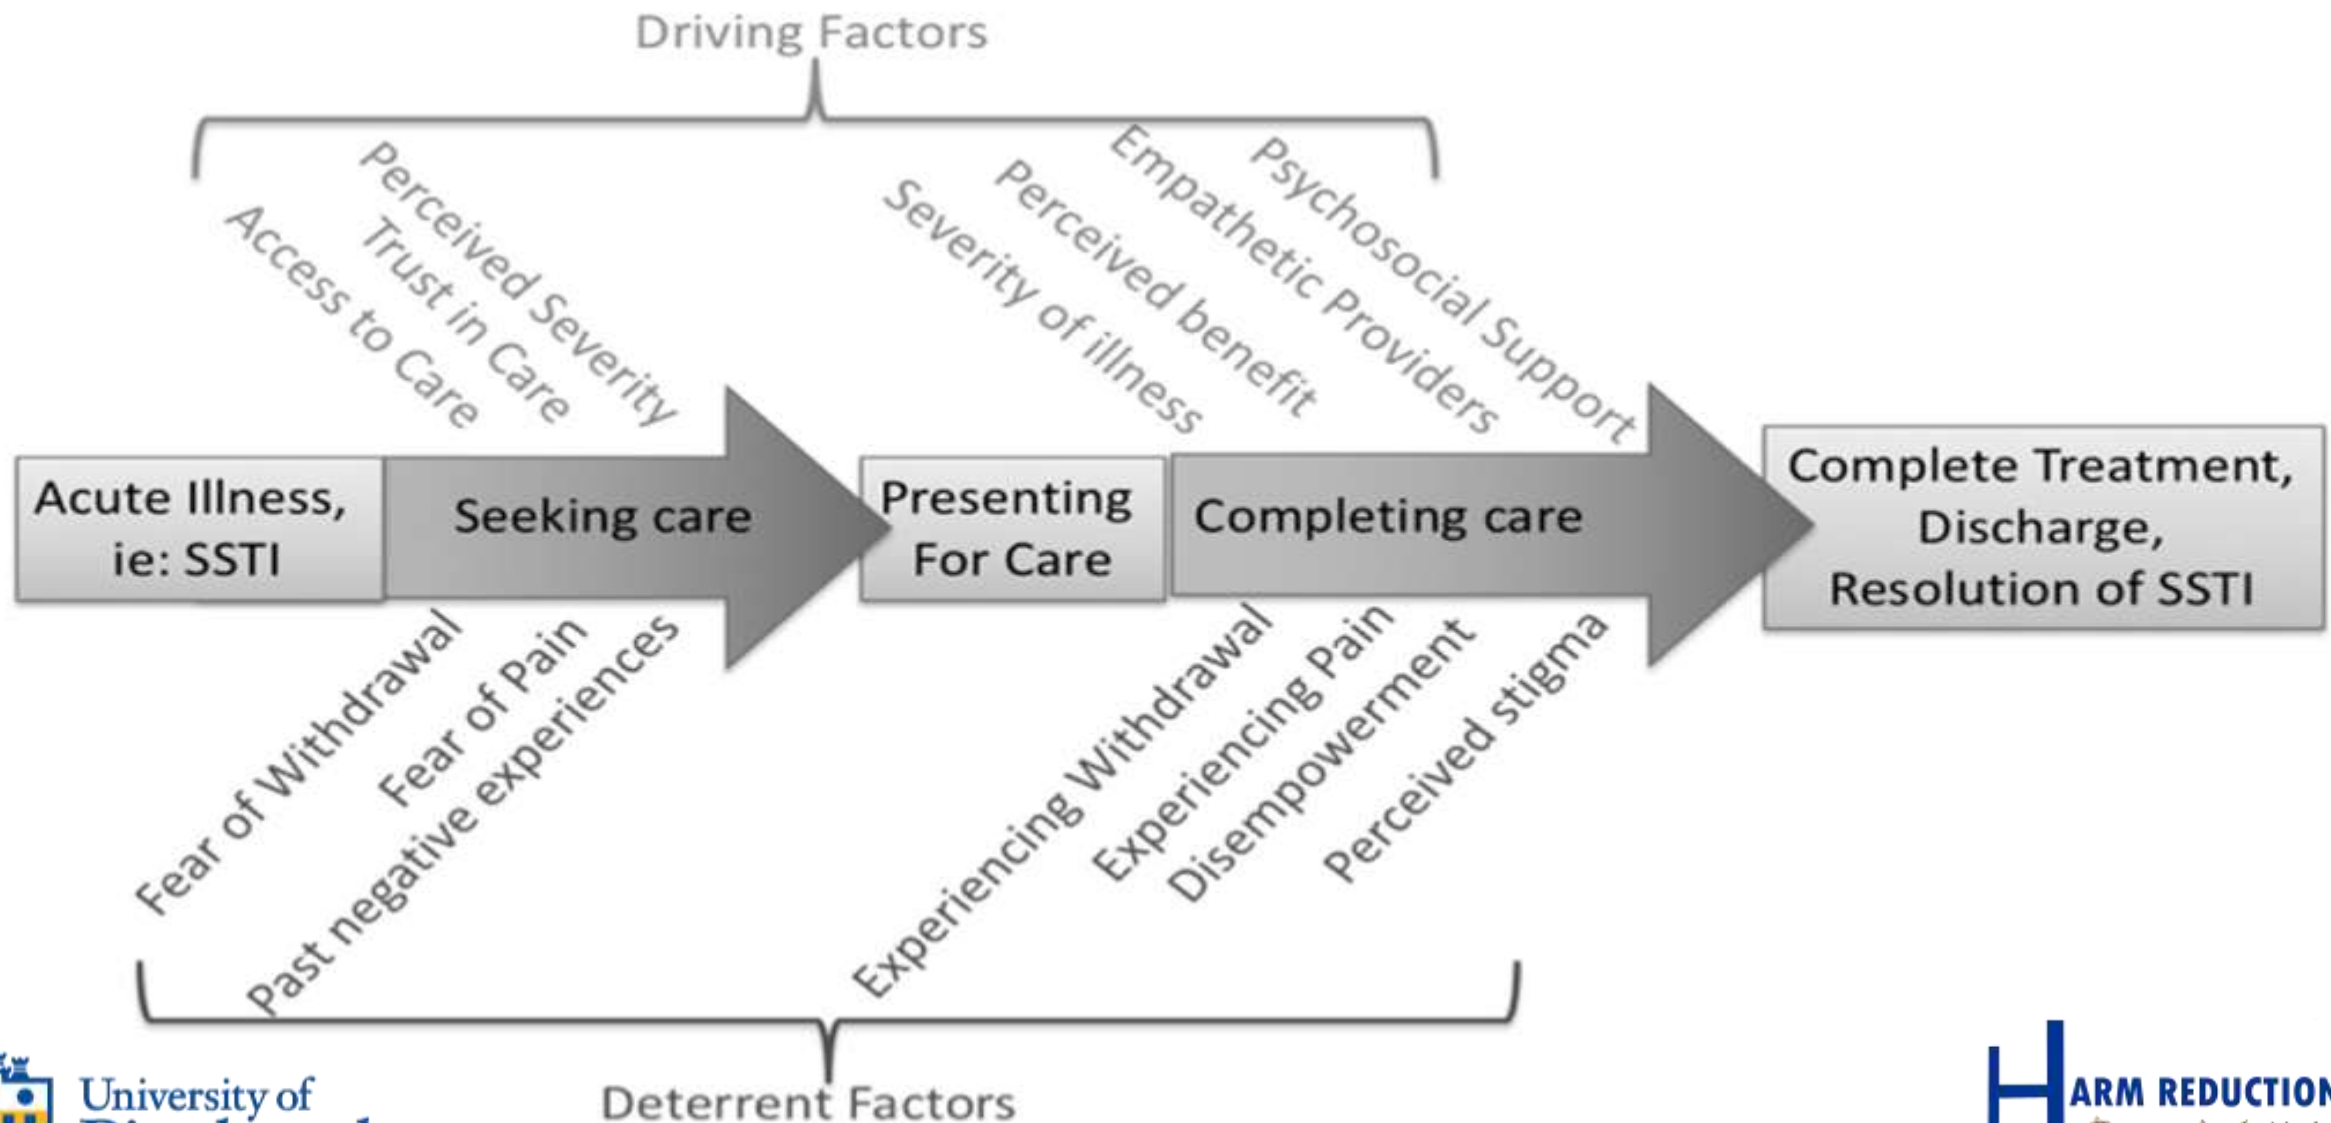 Driving Factors
Access to Care
Trust in Care
Perceived Severity
Severity of illness
Perceived benefit
Empathetic Providers
Psychosocial Support
Acute Illness,
ie: SSTI
Seeking care
Presenting
For Care
Completing care
Complete Treatment,
Discharge,
Resolution of SSTI
Fear of Withdrawal
Fear of Pain
Past negative experiences
Experiencing Withdrawal
Experiencing Pain
Disempowerment
Perceived stigma
Deterrent Factors
University of
HARM REDUCTION